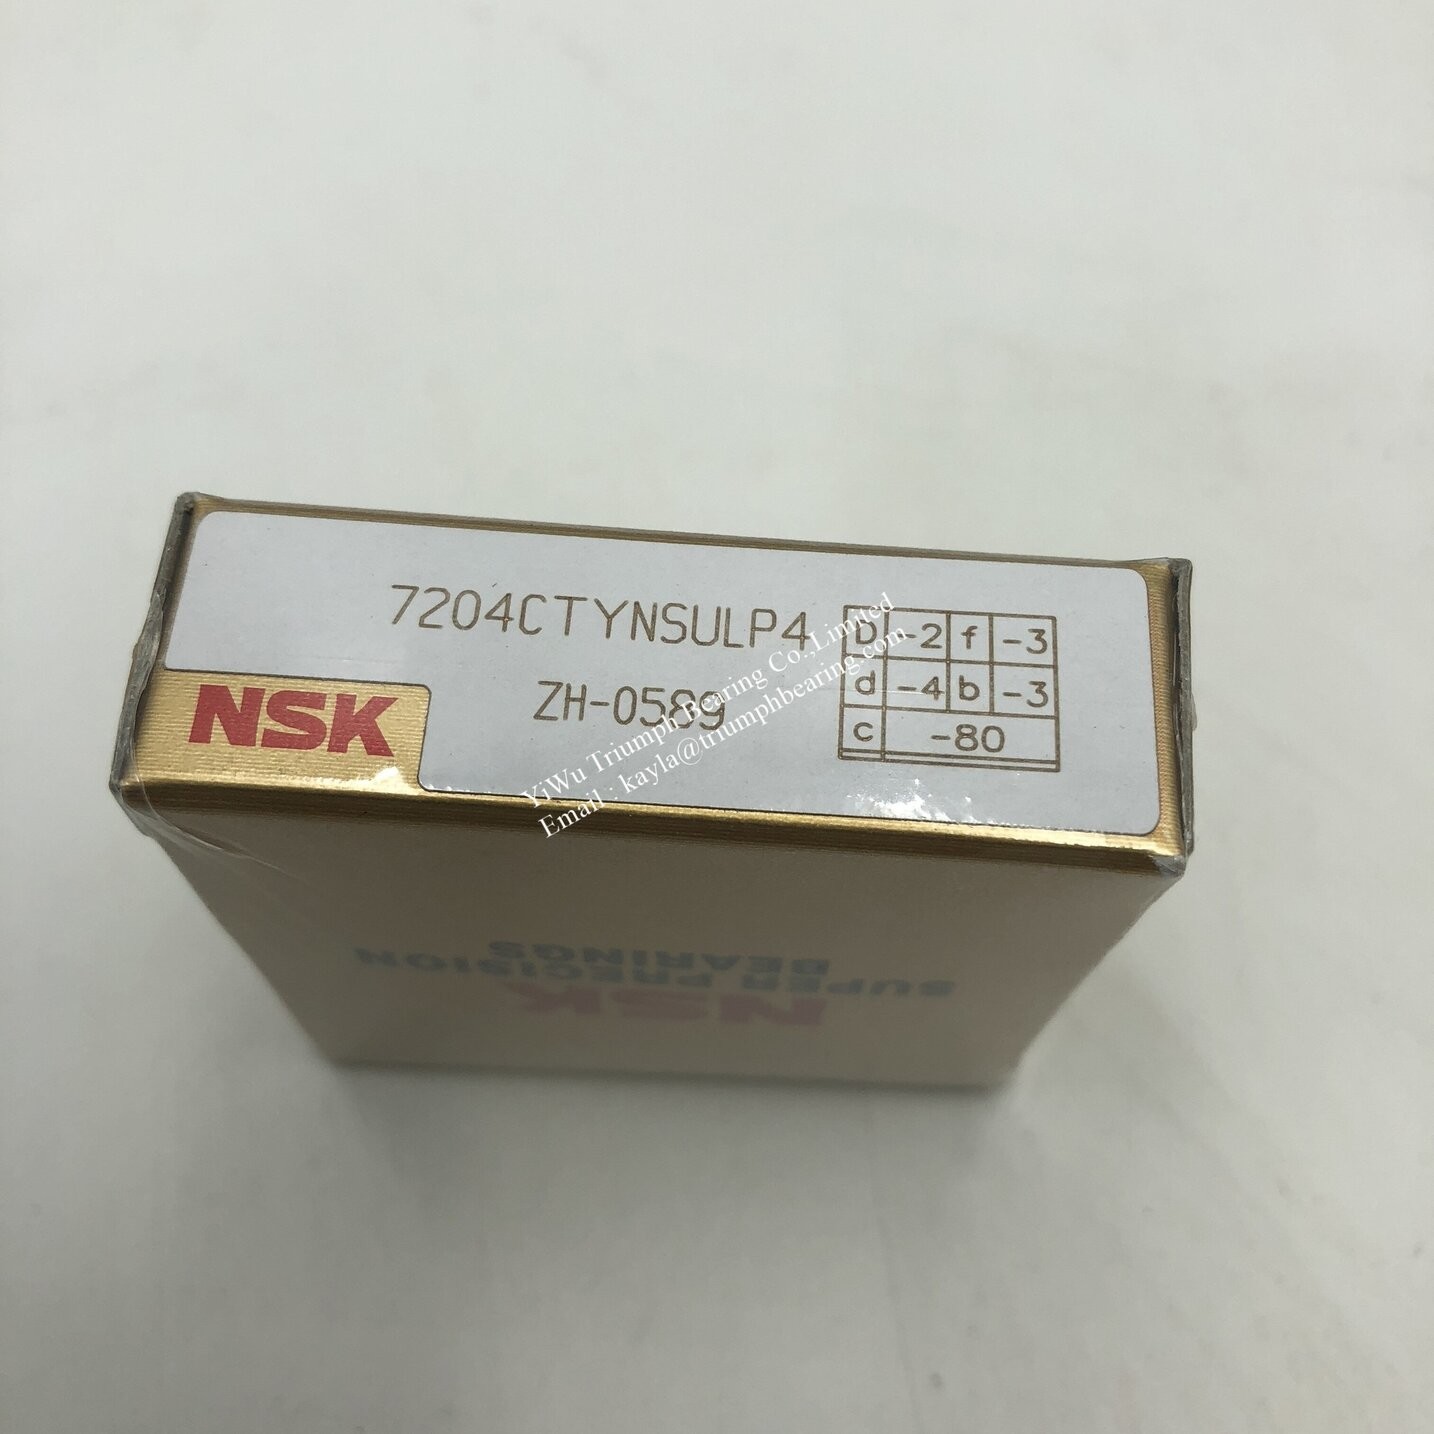 7204CTYNSULP4
ZH-0589
NSK
D -2 f -3
d -4 b -3
c -80
YiWu Triumph Bearing Co.,Limited
Email : kayla@triumphbearing.com
NSK
SUPER PRECISION
BEARINGS